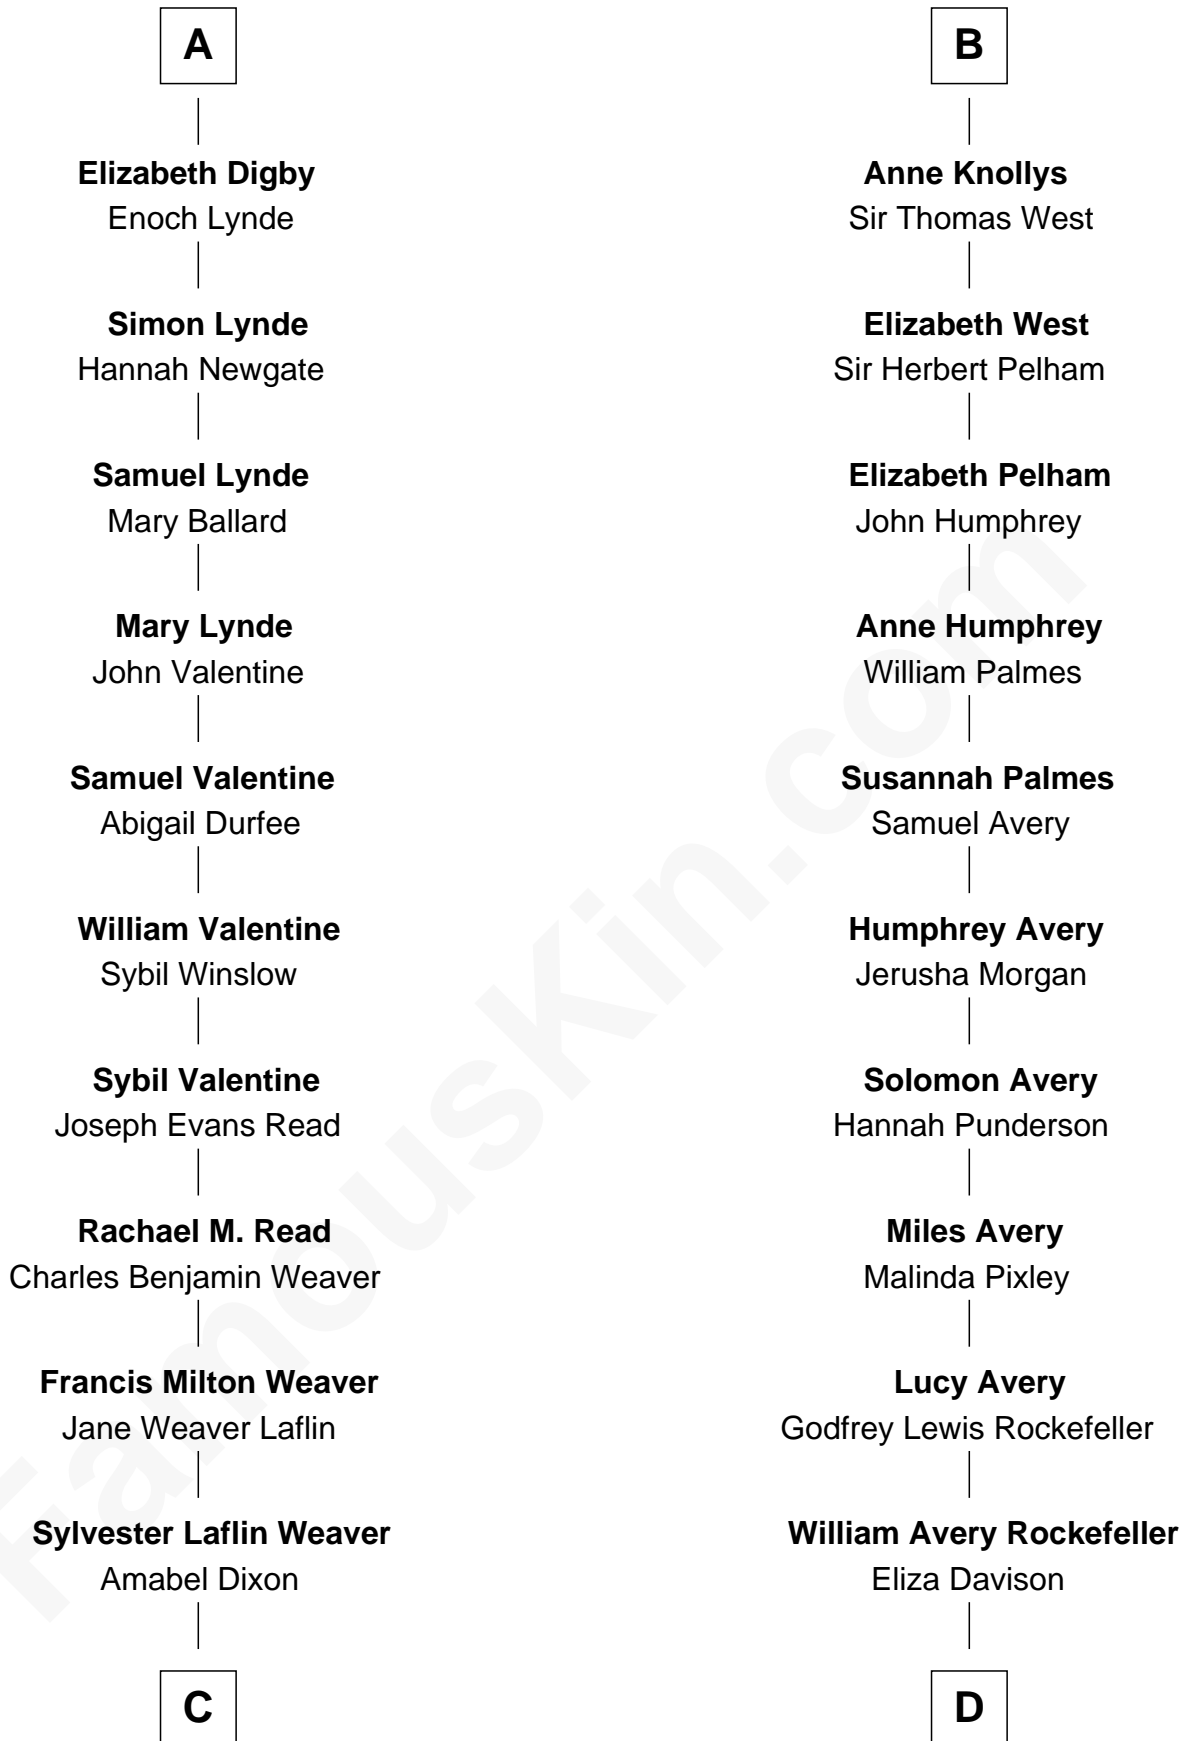 A
Elizabeth Digby
Enoch Lynde
Simon Lynde
Hannah Newgate
Samuel Lynde
Mary Ballard
Mary Lynde
John Valentine
Samuel Valentine
Abigail Durfee
William Valentine
Sybil Winslow
Sybil Valentine
Joseph Evans Read
Rachael M. Read
Charles Benjamin Weaver
Francis Milton Weaver
Jane Weaver Laflin
Sylvester Laflin Weaver
Amabel Dixon
C
B
Anne Knollys
Sir Thomas West
Elizabeth West
Sir Herbert Pelham
Elizabeth Pelham
John Humphrey
Anne Humphrey
William Palmes
Susannah Palmes
Samuel Avery
Humphrey Avery
Jerusha Morgan
Solomon Avery
Hannah Punderson
Miles Avery
Malinda Pixley
Lucy Avery
Godfrey Lewis Rockefeller
William Avery Rockefeller
Eliza Davison
D
FamousKin.com